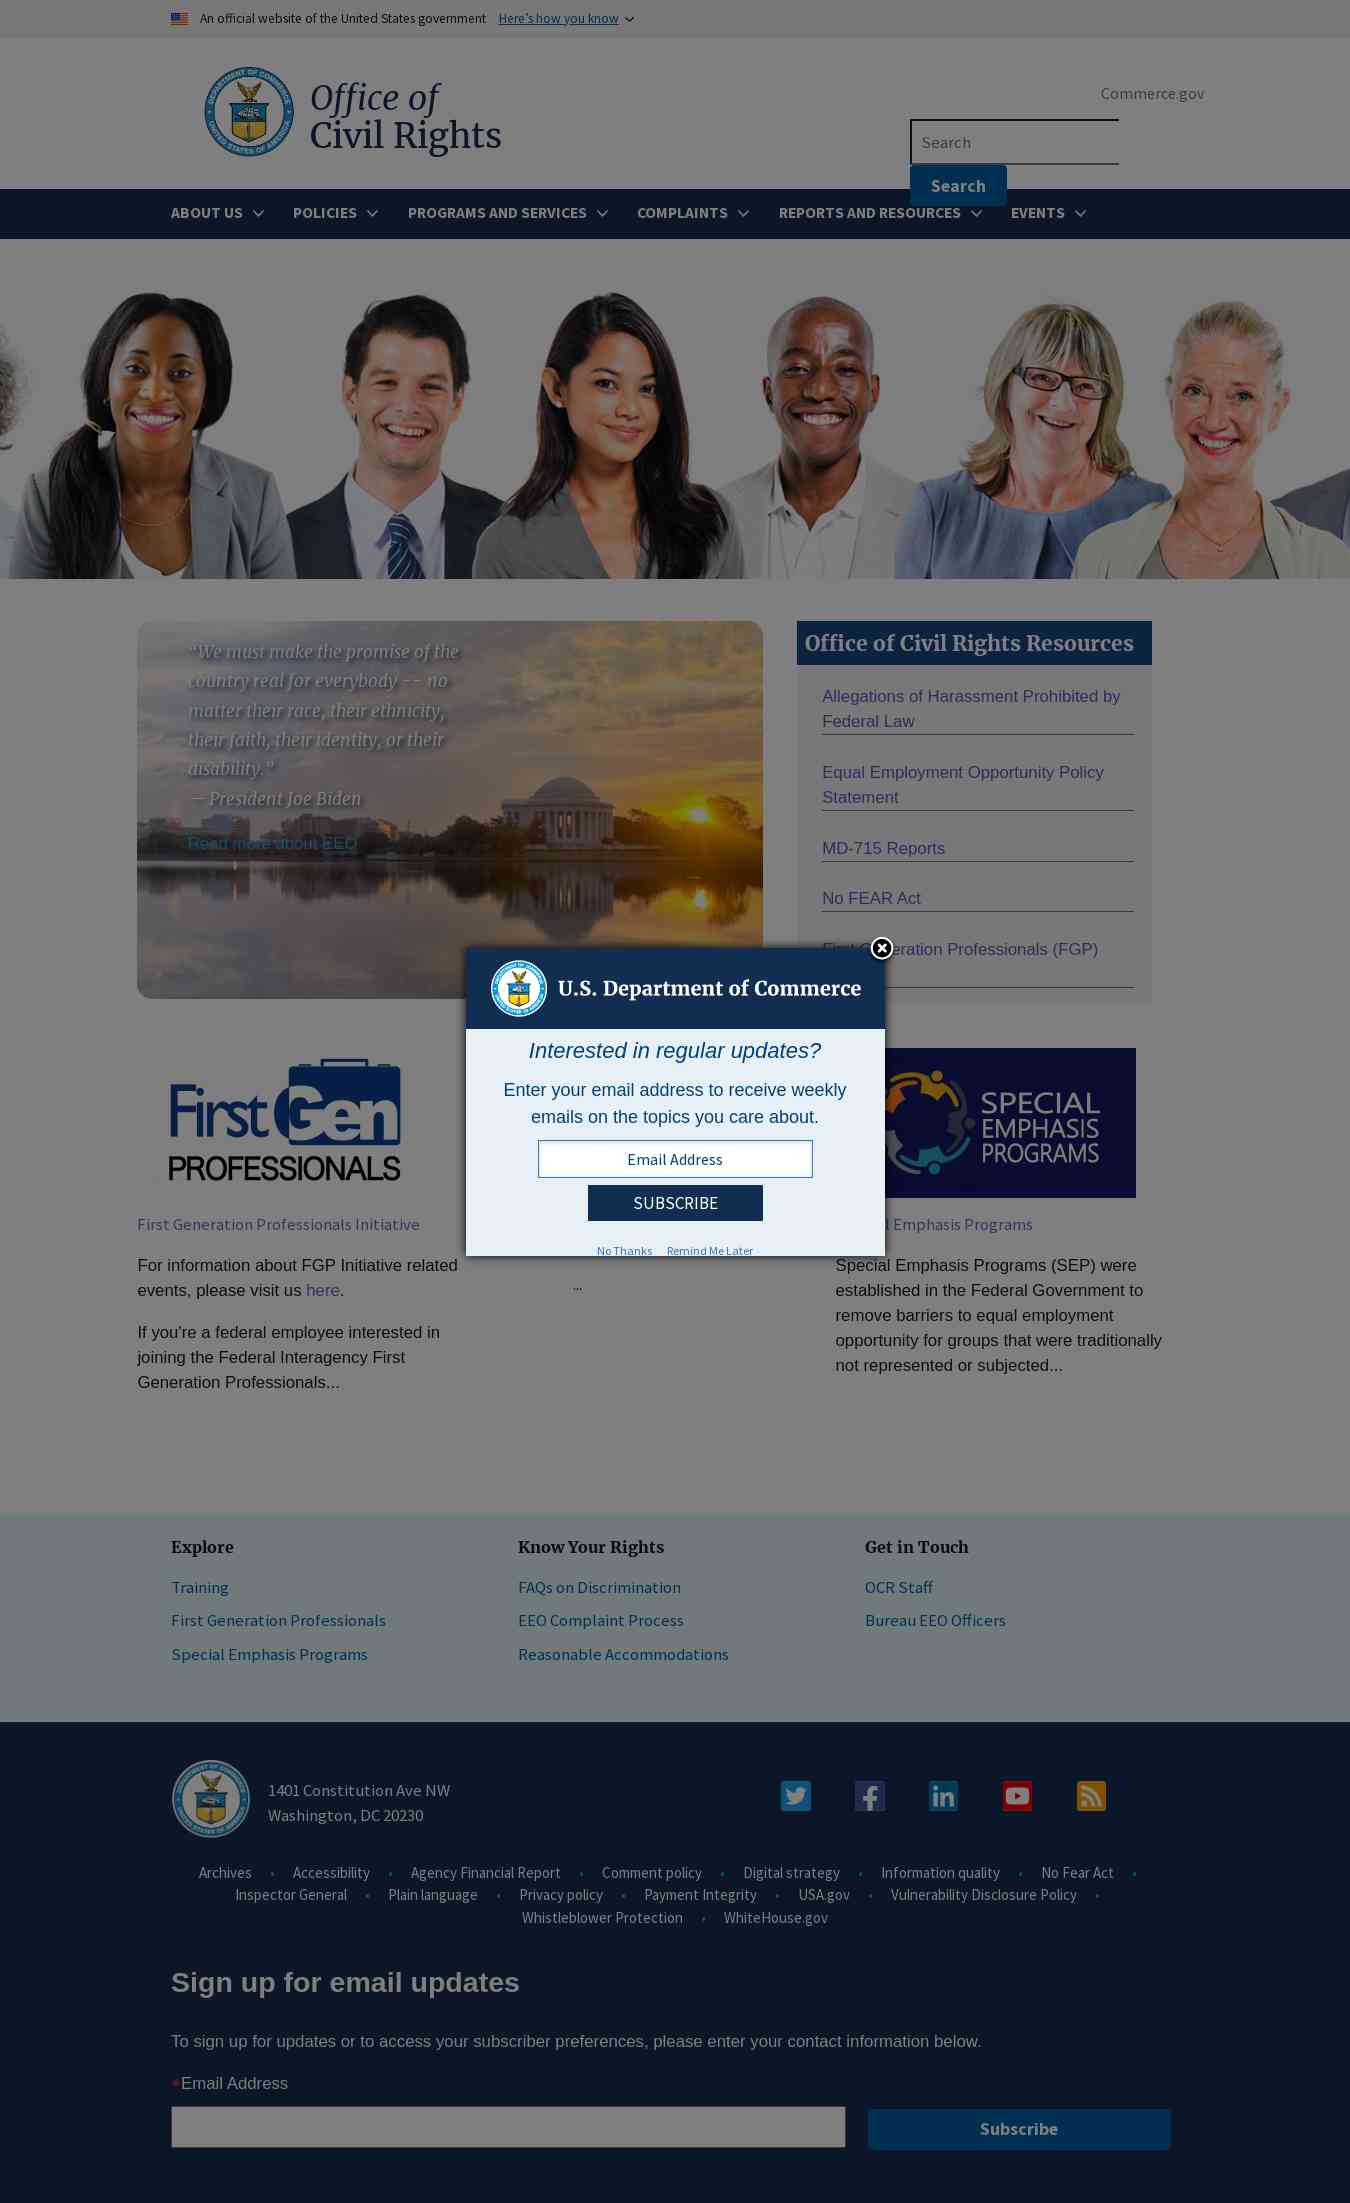 An official website of the United States government Here’s how you know
Office of
Civil Rights
Commerce.gov
Search
Search
ABOUT US POLICIES PROGRAMS AND SERVICES COMPLAINTS REPORTS AND RESOURCES EVENTS
“We must make the promise of the
country real for everybody -- no
matter their race, their ethnicity,
their faith, their identity, or their
disability.”
— President Joe Biden
Read more about EEO
Office of Civil Rights Resources
Allegations of Harassment Prohibited by
Federal Law
Equal Employment Opportunity Policy
Statement
MD-715 Reports
No FEAR Act
First Generation Professionals (FGP)
U.S. Department of Commerce
Interested in regular updates?
Enter your email address to receive weekly
emails on the topics you care about.
Email Address
SUBSCRIBE
No Thanks Remind Me Later
FirstGen
PROFESSIONALS
First Generation Professionals Initiative
For information about FGP Initiative related
events, please visit us here.
If you're a federal employee interested in
joining the Federal Interagency First
Generation Professionals...
...
SPECIAL
EMPHASIS
PROGRAMS
Emphasis Programs
Special Emphasis Programs (SEP) were
established in the Federal Government to
remove barriers to equal employment
opportunity for groups that were traditionally
not represented or subjected...
Explore
Training
First Generation Professionals
Special Emphasis Programs
Know Your Rights
FAQs on Discrimination
EEO Complaint Process
Reasonable Accommodations
Get in Touch
OCR Staff
Bureau EEO Officers
DEPARTMENT OF COMMERCE
UNITED STATES OF AMERICA
1401 Constitution Ave NW
Washington, DC 20230
Archives • Accessibility • Agency Financial Report • Comment policy • Digital strategy • Information quality • No Fear Act •
Inspector General • Plain language • Privacy policy • Payment Integrity • USA.gov • Vulnerability Disclosure Policy •
Whistleblower Protection • WhiteHouse.gov
Sign up for email updates
To sign up for updates or to access your subscriber preferences, please enter your contact information below.
*Email Address
Subscribe